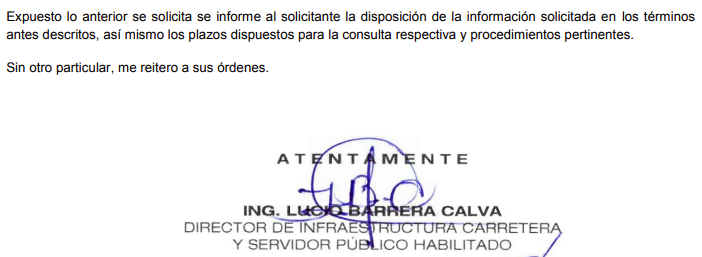 Expuesto lo anterior se solicita se informe al solicitante la disposición de la información solicitada en los términos
antes descritos, así mismo los plazos dispuestos para la consulta respectiva y procedimientos pertinentes.
Sin otro particular, me reitero a sus órdenes.
ATENTAMENTE
ING. LUCIO BARRERA CALVA
DIRECTOR DE INFRAESTRUCTURA CARRETERA
Y SERVIDOR PÚBLICO HABILITADO